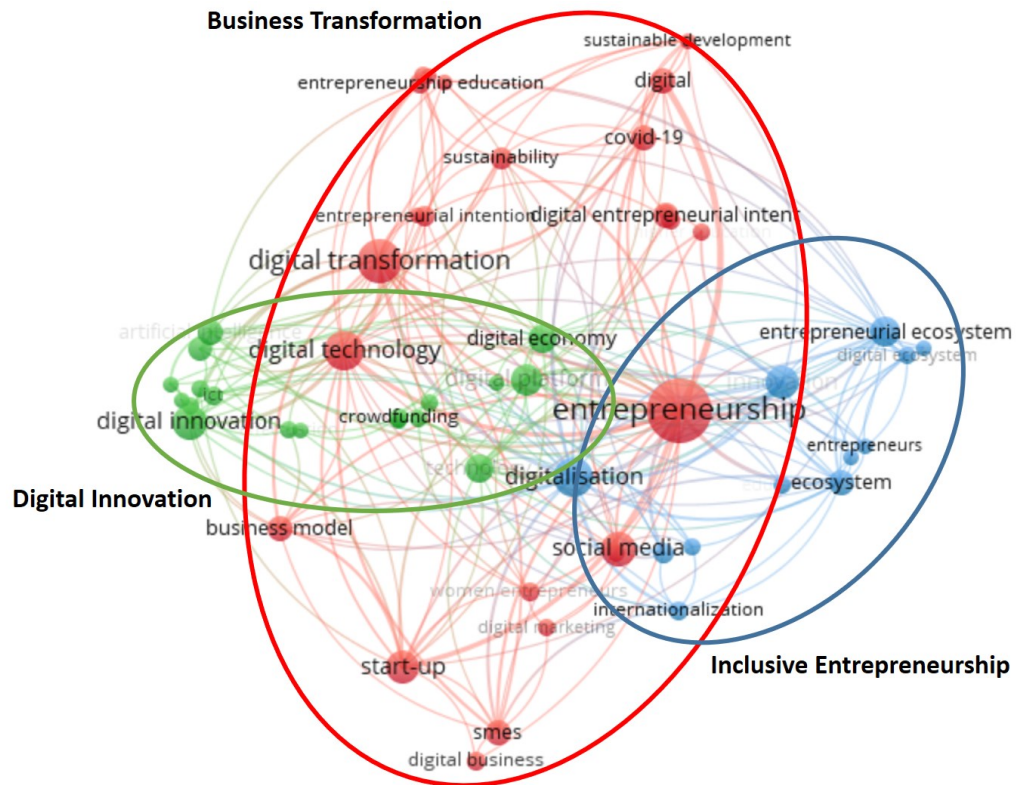 Business Transformation
sustainable development
entrepreneurship education
digital
covid-19
sustainability
entrepreneurial intention
digital entrepreneurial intent
digital transformation
artificial intelligence
digital economy
entrepreneurial ecosystem
digital technology
digital ecosystem
digital platform
innovation
ict
entrepreneurship
crowdfunding
digital innovation
entrepreneurs
digitalisation
ecosystem
Digital Innovation
business model
social media
women entrepreneurs
internationalization
digital marketing
start-up
Inclusive Entrepreneurship
smes
digital business